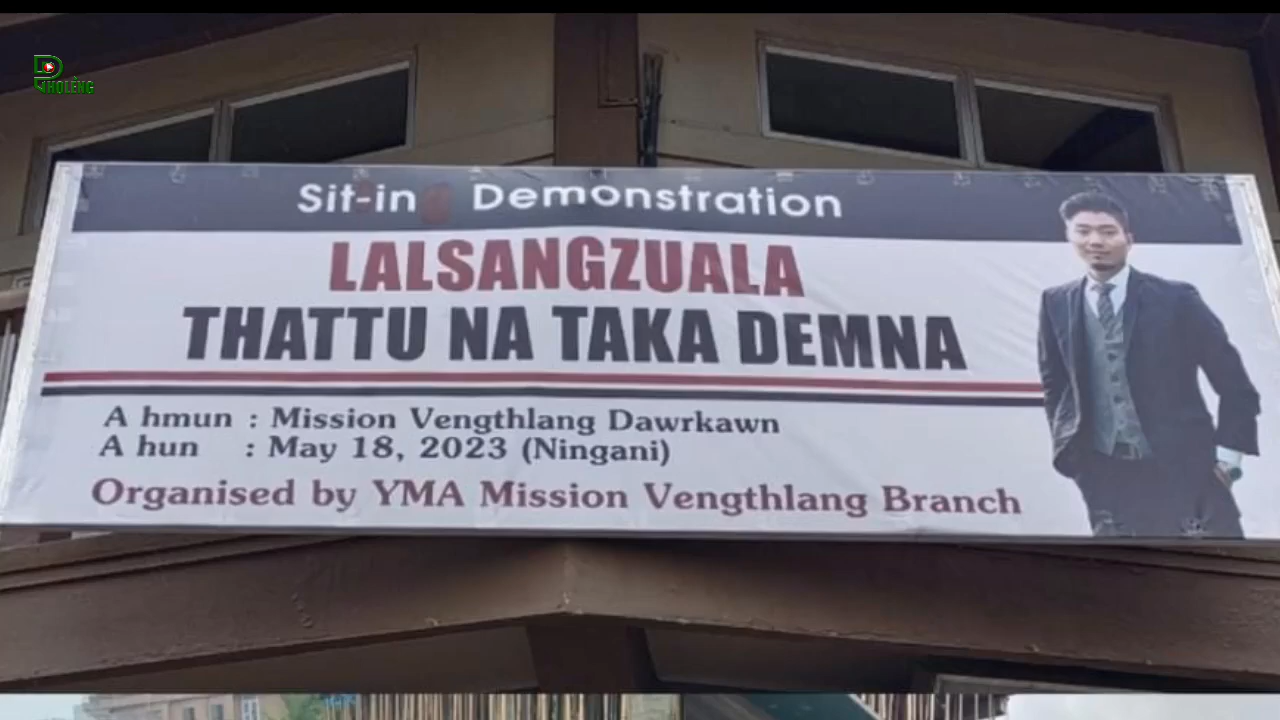 PHOLENG
Sit-in Demonstration
LALSANGZUALA
THATTU NA TAKA DEMNA
A hmun : Mission Vengthlang Dawrkawn
A hun : May 18, 2023 (Ningani)
Organised by YMA Mission Vengthlang Branch